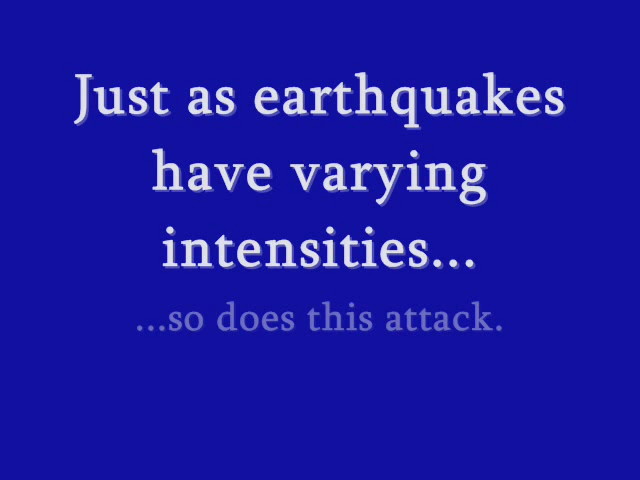 Just as earthquakes
have varying
intensities...
...so does this attack.